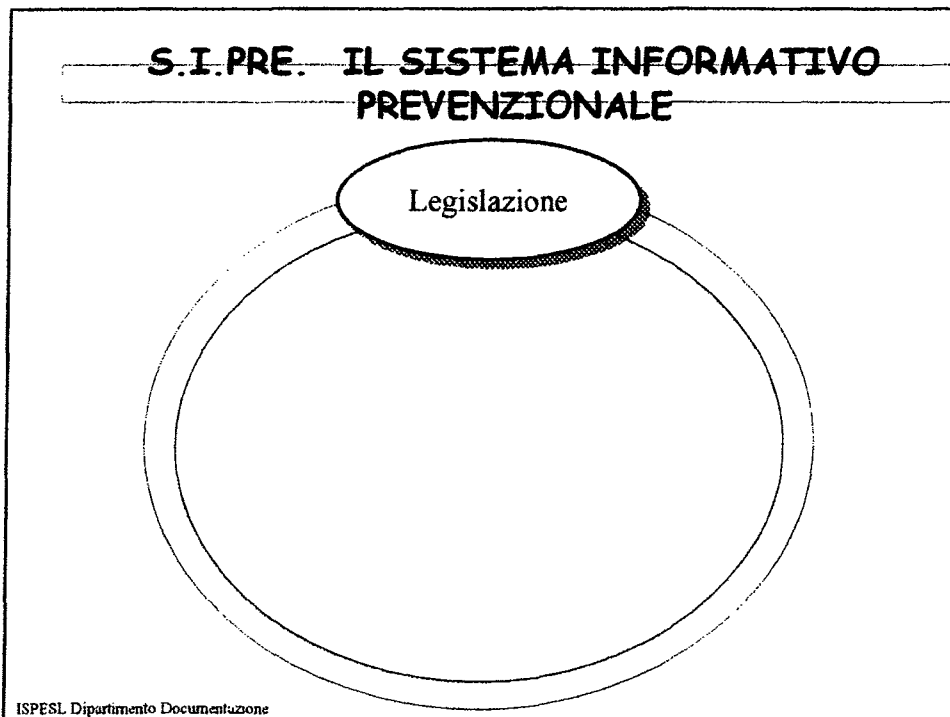 S.I.PRE. IL SISTEMA INFORMATIVO
PREVENZIONALE
Legislazione
ISPESL Dipartimento Documentazione